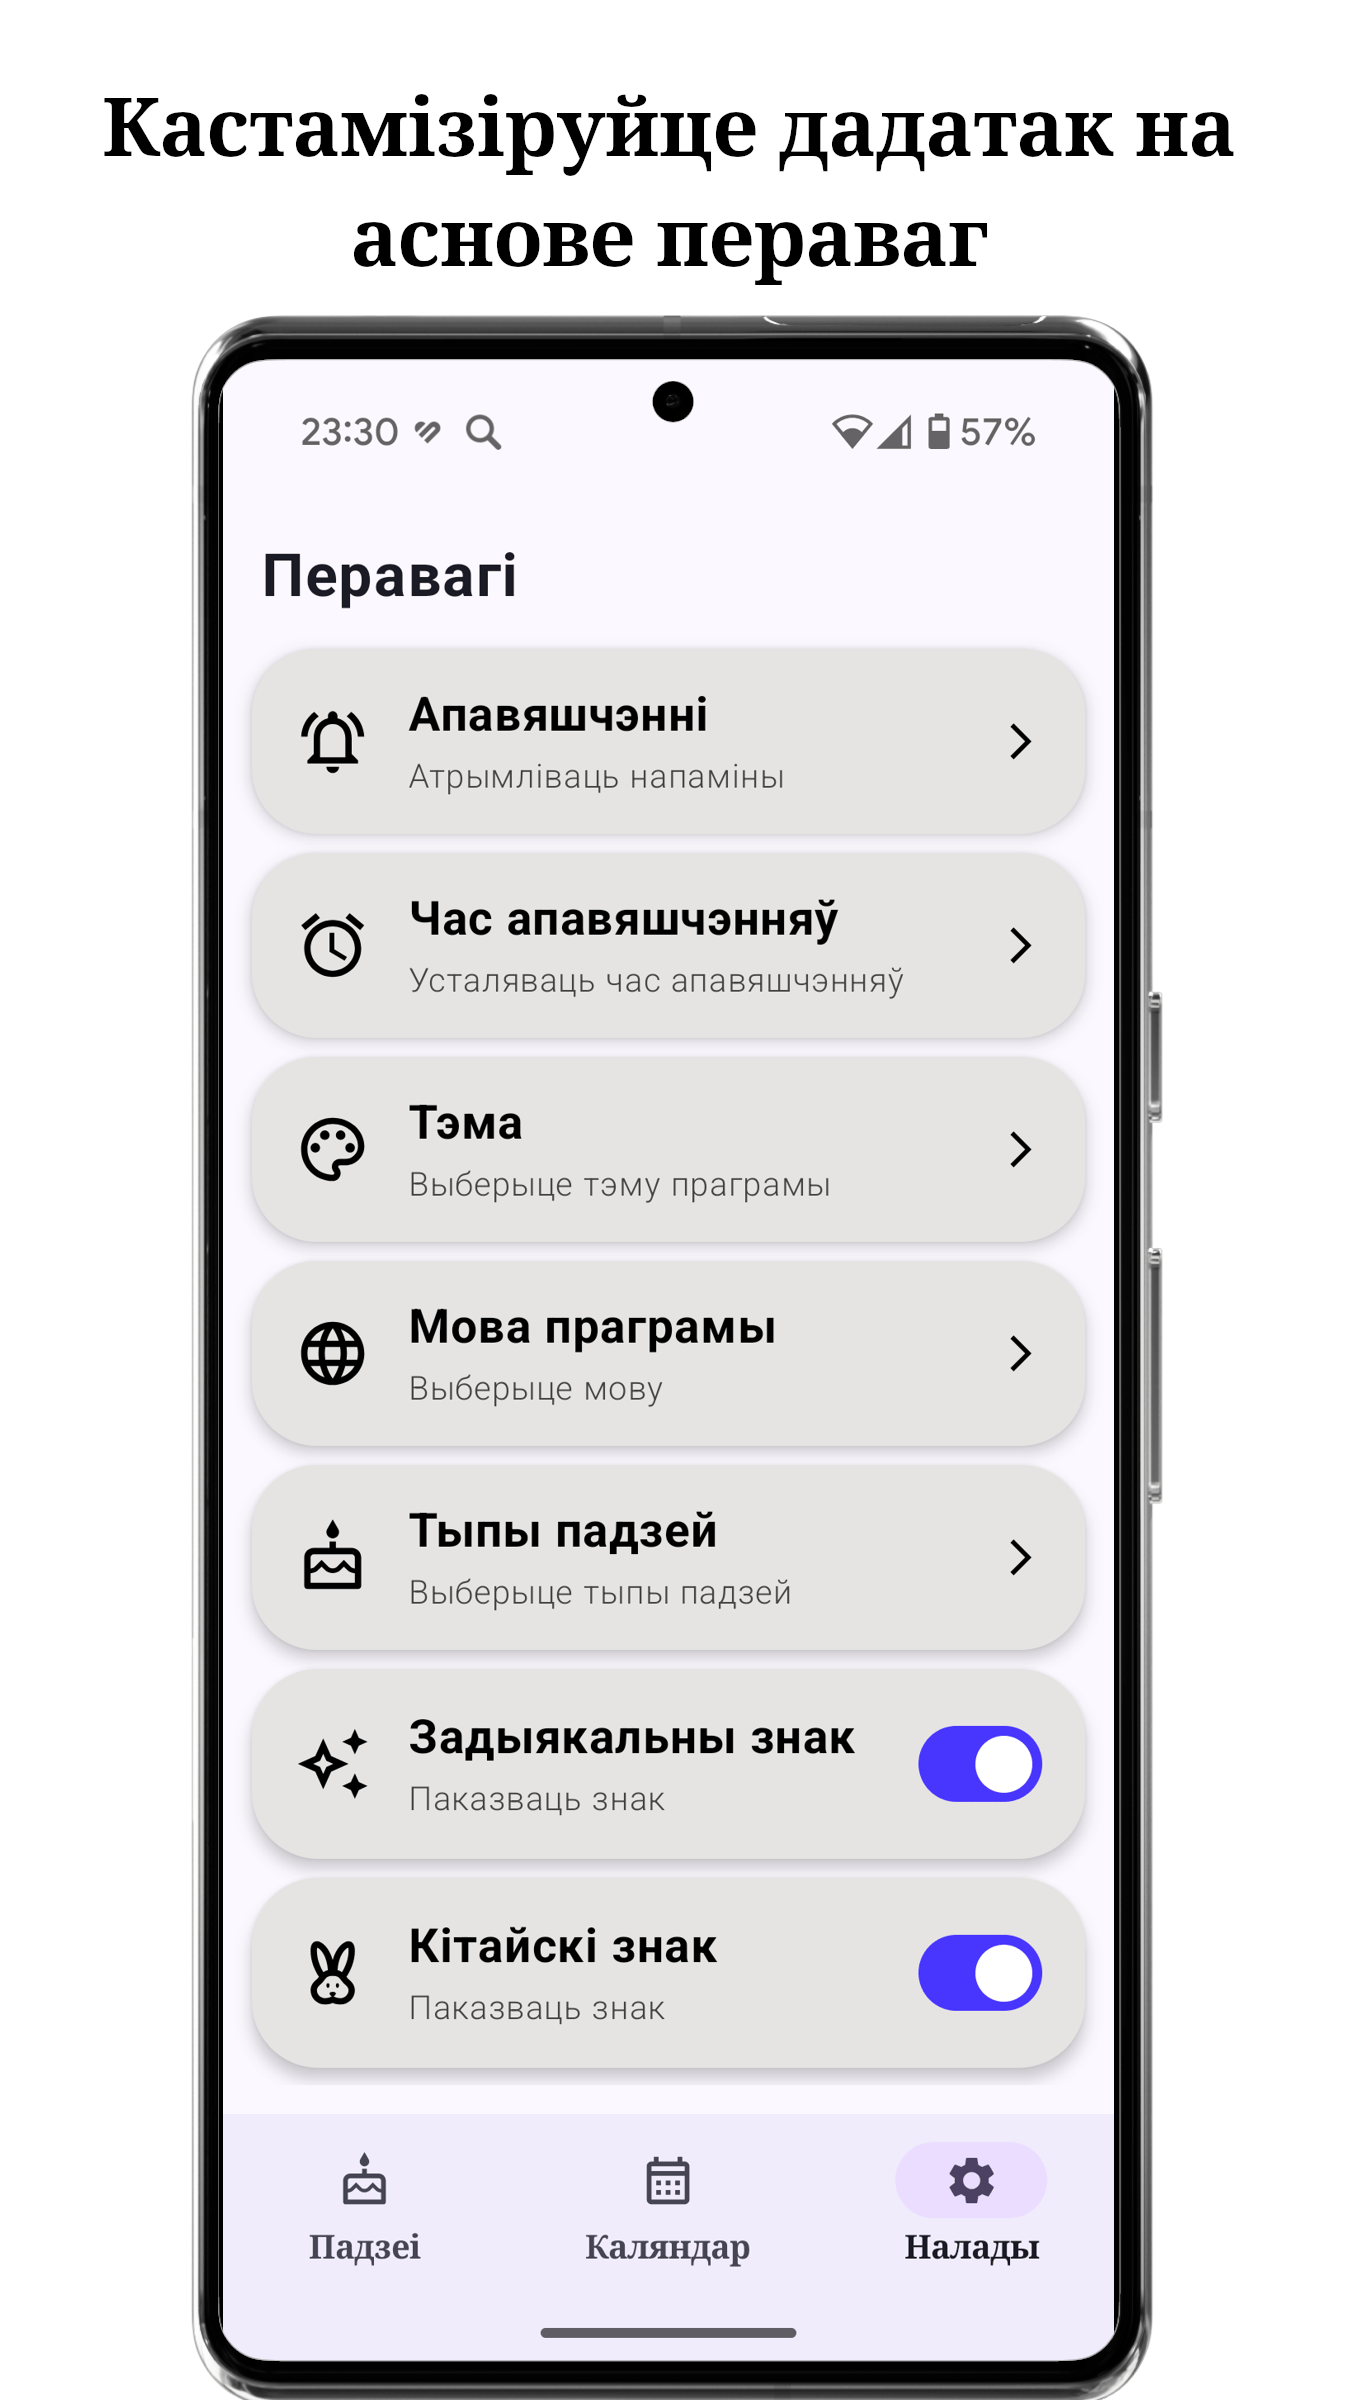 Кастамізіруйце дадатак на
аснове пераваг
23:30
57%
Перавагі
Апавяшчэнні
Атрымліваць напаміны
Час апавяшчэнняў
Усталяваць час апавяшчэнняў
Тэма
Выберыце тэму праграмы
Мова праграмы
Выберыце мову
Тыпы падзей
Выберыце тыпы падзей
Задыякальны знак
Паказваць знак
Кітайскі знак
Паказваць знак
Падзеі
Каляндар
Налады